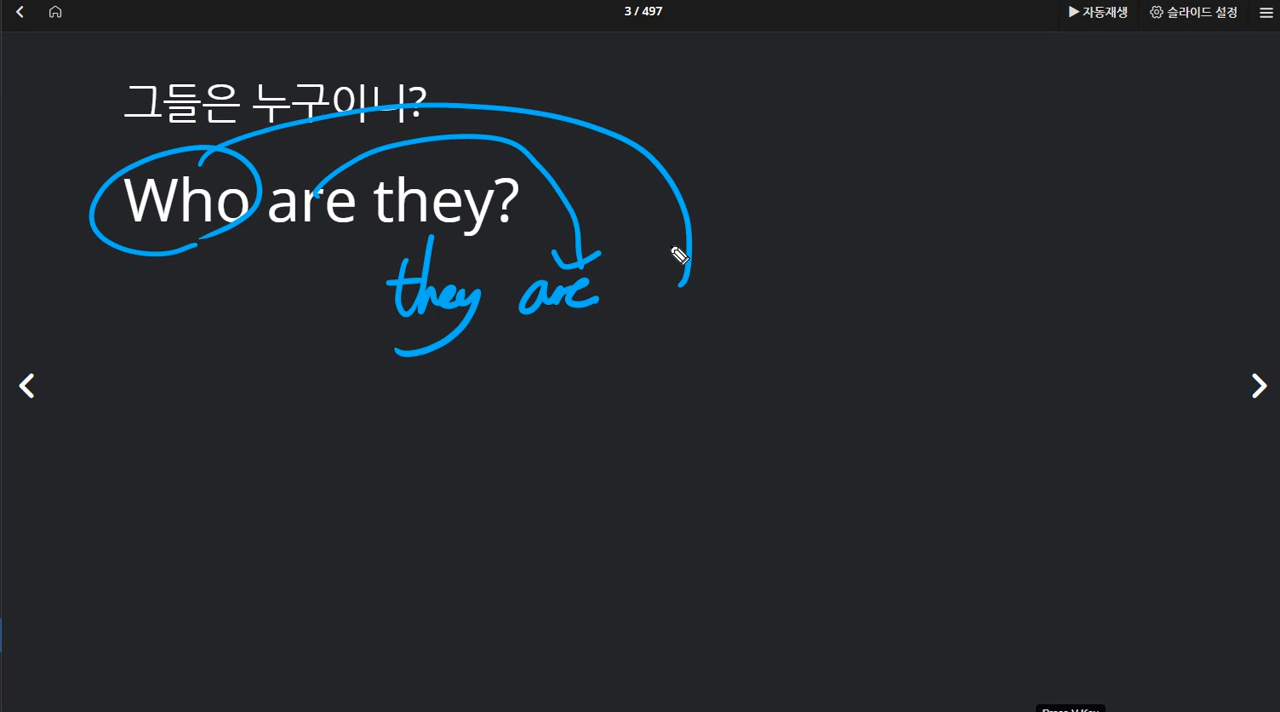 3 / 497
자동재생
슬라이드 설정
그들은 누구이니?
Who are they?
they are